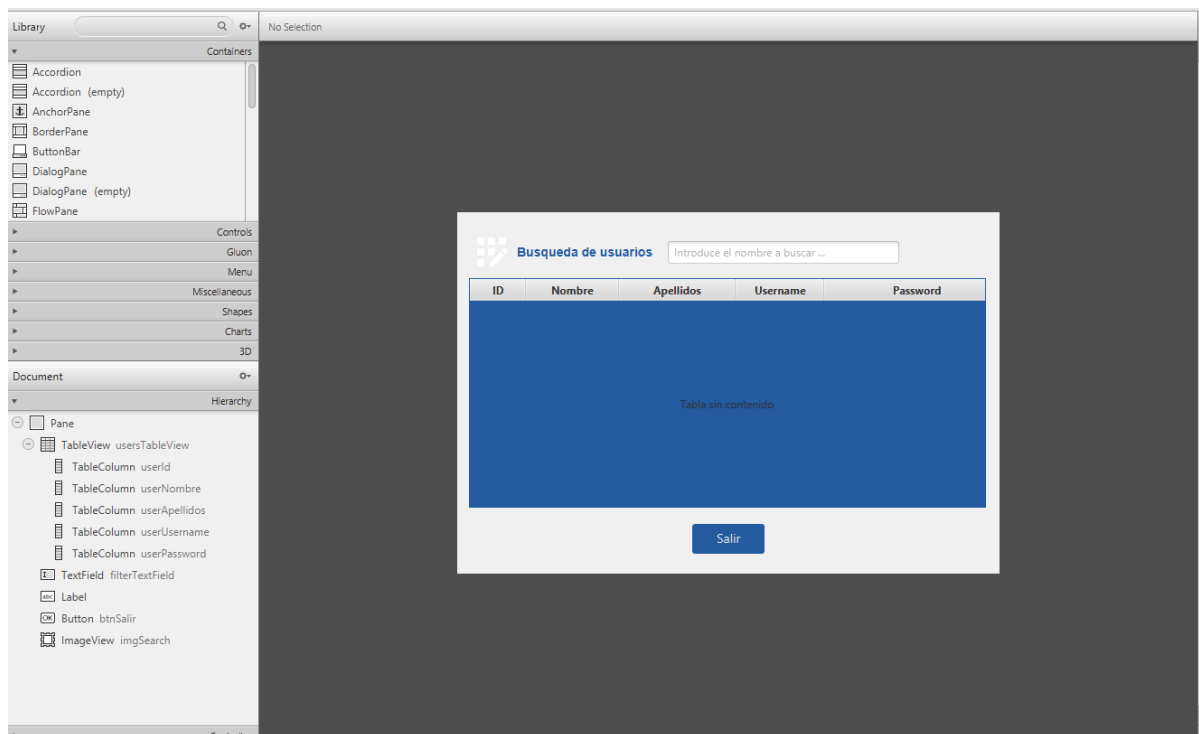 Library
No Selection
Containers
Accordion
Accordion (empty)
AnchorPane
BorderPane
ButtonBar
DialogPane
DialogPane (empty)
FlowPane
Controls
Gluon
Menu
Miscellaneous
Shapes
Charts
3D
Document
Hierarchy
Pane
TableView usersTableView
TableColumn userId
TableColumn userNombre
TableColumn userApellidos
TableColumn userUsername
TableColumn userPassword
TextField filterTextField
abc Label
OK Button btnSalir
ImageView imgSearch
Busqueda de usuarios
Introduce el nombre a buscar ...
ID Nombre Apellidos Username Password
Tabla sin contenido
Salir